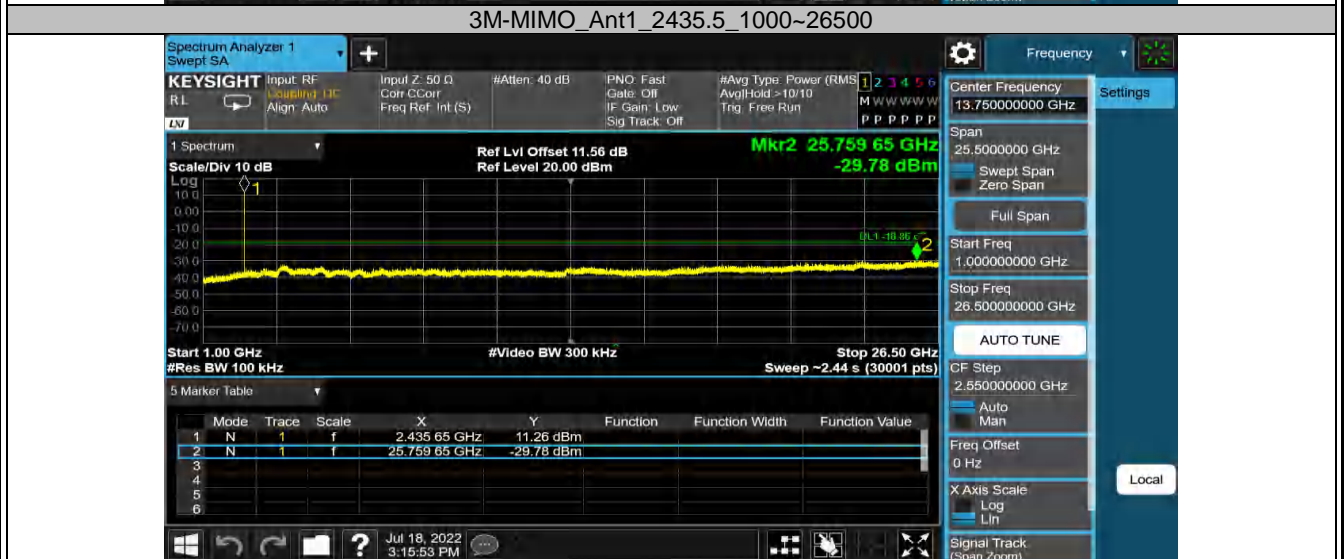 3M-MIMO_Ant1_2435.5_1000~26500
Spectrum Analyzer 1
Swept SA
+
Frequency
KEYSIGHT
RL
LXI
Input: RF
Coupling: DC
Align: Auto
Input Z: 50 Ω
Corr CCorr
Freq Ref: Int (S)
#Atten: 40 dB
PNO: Fast
Gate: Off
IF Gain: Low
Sig Track: Off
#Avg Type: Power (RMS
Avg|Hold >10/10
Trig: Free Run
1 2 3 4 5 6
M W W W W W
P P P P P P
Center Frequency
13.750000000 GHz
Settings
Span
25.5000000 GHz
Swept Span
Zero Span
Full Span
Start Freq
1.000000000 GHz
Stop Freq
26.500000000 GHz
AUTO TUNE
CF Step
2.550000000 GHz
Auto
Man
Freq Offset
0 Hz
X Axis Scale
Log
Lin
Signal Track
(Span Zoom)
Local
1 Spectrum
Scale/Div 10 dB
Ref Lvl Offset 11.56 dB
Ref Level 20.00 dBm
Mkr2 25.759 65 GHz
-29.78 dBm
Log
10.0
0.00
-10.0
-20.0
-30.0
-40.0
-50.0
-60.0
-70.0
1
DL1 -18.86
2
Start 1.00 GHz
#Video BW 300 kHz
Stop 26.50 GHz
#Res BW 100 kHz
Sweep ~2.44 s (30001 pts)
5 Marker Table
Mode Trace Scale X Y Function Function Width Function Value
1 N 1 f 2.435 65 GHz 11.26 dBm
2 N 1 f 25.759 65 GHz -29.78 dBm
3
4
5
6
?
Jul 18, 2022
3:15:53 PM